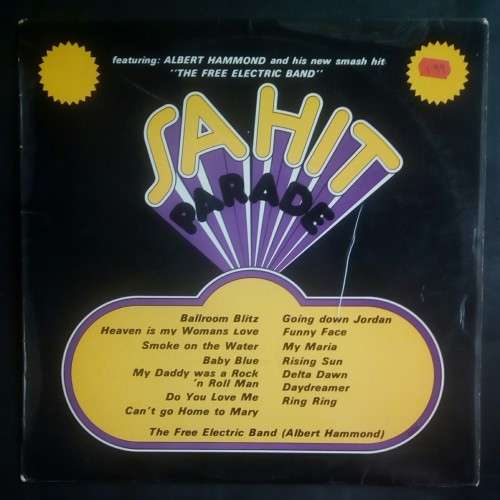 featuring: ALBERT HAMMOND and his new smash hit
"THE FREE ELECTRIC BAND"
SA HIT
PARADE
Ballroom Blitz
Heaven is my Womans Love
Smoke on the Water
Baby Blue
My Daddy was a Rock
'n Roll Man
Do You Love Me
Can't go Home to Mary
Going down Jordan
Funny Face
My Maria
Rising Sun
Delta Dawn
Daydreamer
Ring Ring
The Free Electric Band (Albert Hammond)